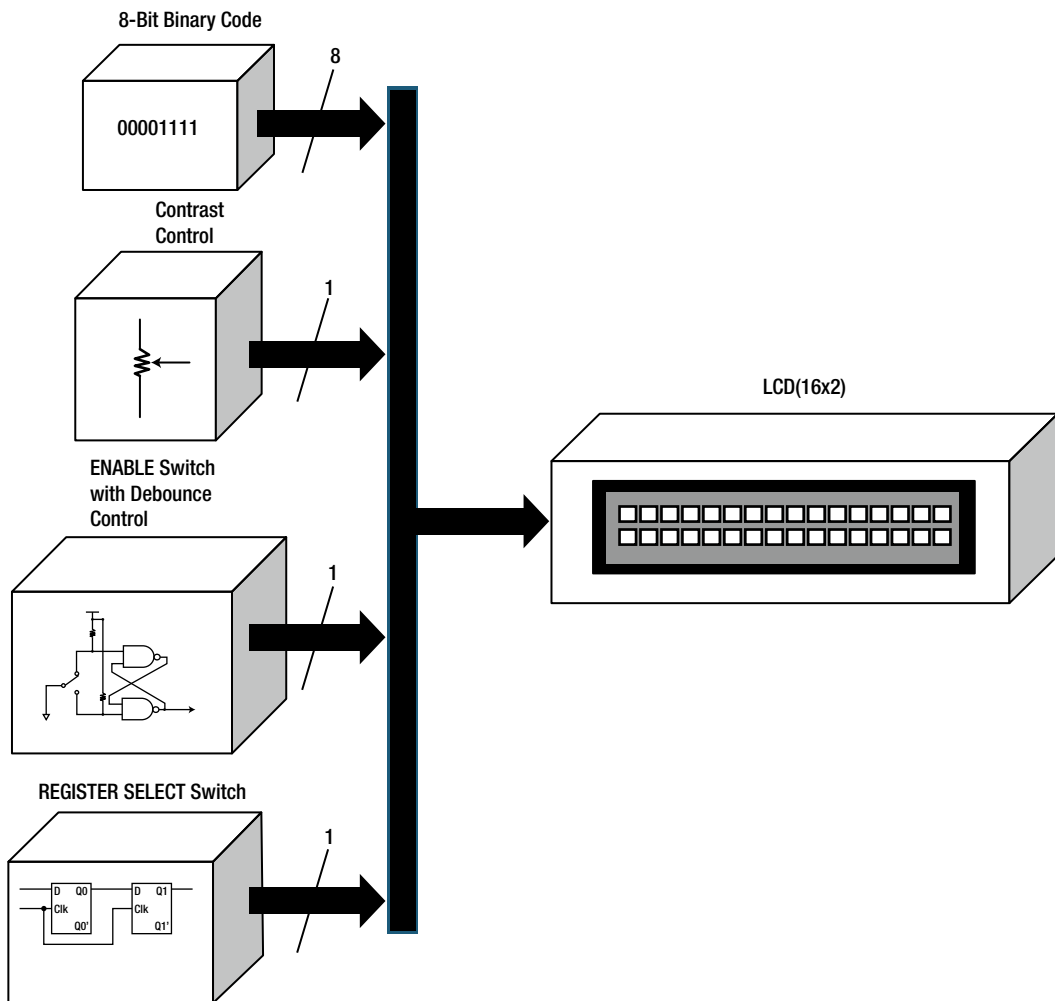 8-Bit Binary Code
8
00001111
Contrast
Control
1
LCD(16x2)
ENABLE Switch
with Debounce
Control
1
REGISTER SELECT Switch
1
D Q0 D Q1
Clk Clk
Q0' Q1'